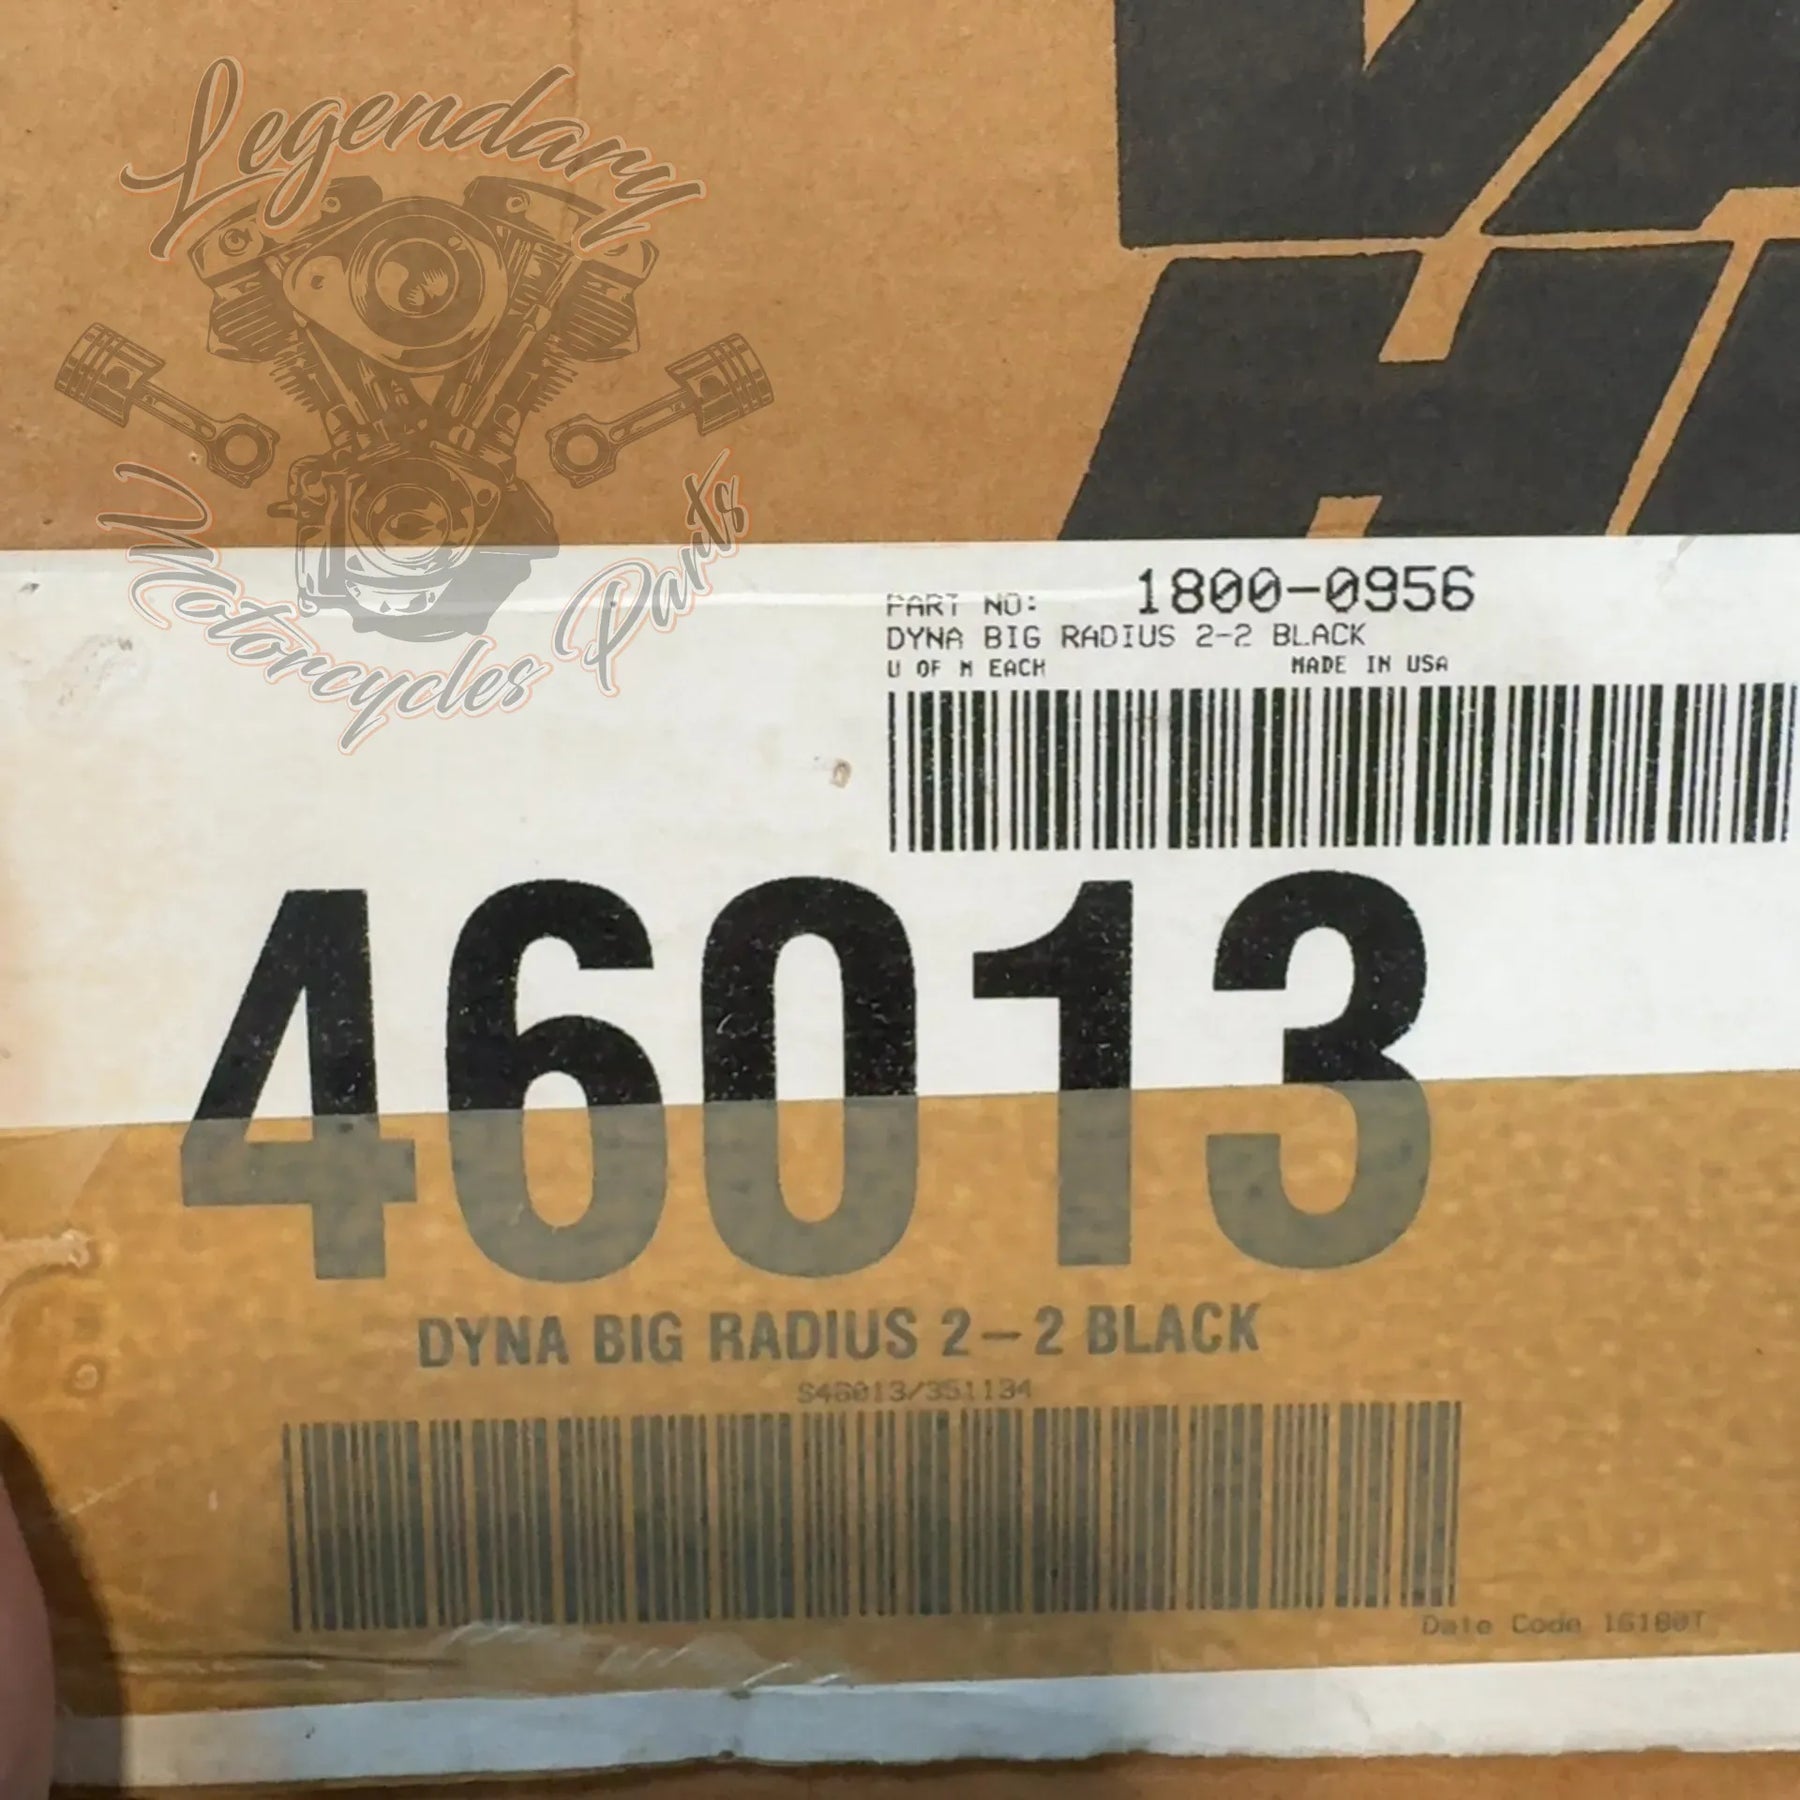 Legendary
Motorcycles Parts
PART NO: 1800-0956
DYNA BIG RADIUS 2-2 BLACK
U OF M EACH MADE IN USA
46013
DYNA BIG RADIUS 2-2 BLACK
S46013/351134
Date Code 16180T